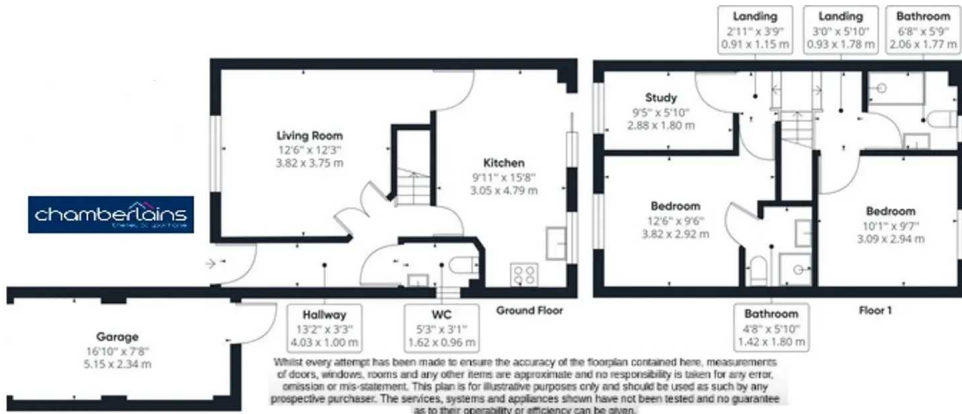 Landing
2'11" x 3'9"
0.91 x 1.15 m
Landing
3'0" x 5'10"
0.93 x 1.78 m
Bathroom
6'8" x 5'9"
2.06 x 1.77 m
Living Room
12'6" x 12'3"
3.82 x 3.75 m
Kitchen
9'11" x 15'8"
3.05 x 4.79 m
Study
9'5" x 5'10"
2.88 x 1.80 m
Bedroom
12'6" x 9'6"
3.82 x 2.92 m
Bedroom
10'1" x 9'7"
3.09 x 2.94 m
chamberlains
the key to your home
Garage
16'10" x 7'8"
5.15 x 2.34 m
Hallway
13'2" x 3'3"
4.03 x 1.00 m
WC
5'3" x 3'1"
1.62 x 0.96 m
Ground Floor
Bathroom
4'8" x 5'10"
1.42 x 1.80 m
Floor 1
Whilst every attempt has been made to ensure the accuracy of the floorplan contained here, measurements
of doors, windows, rooms and any other items are approximate and no responsibility is taken for any error,
omission or mis-statement. This plan is for illustrative purposes only and should be used as such by any
prospective purchaser. The services, systems and appliances shown have not been tested and no guarantee
as to their operability or efficiency can be given.